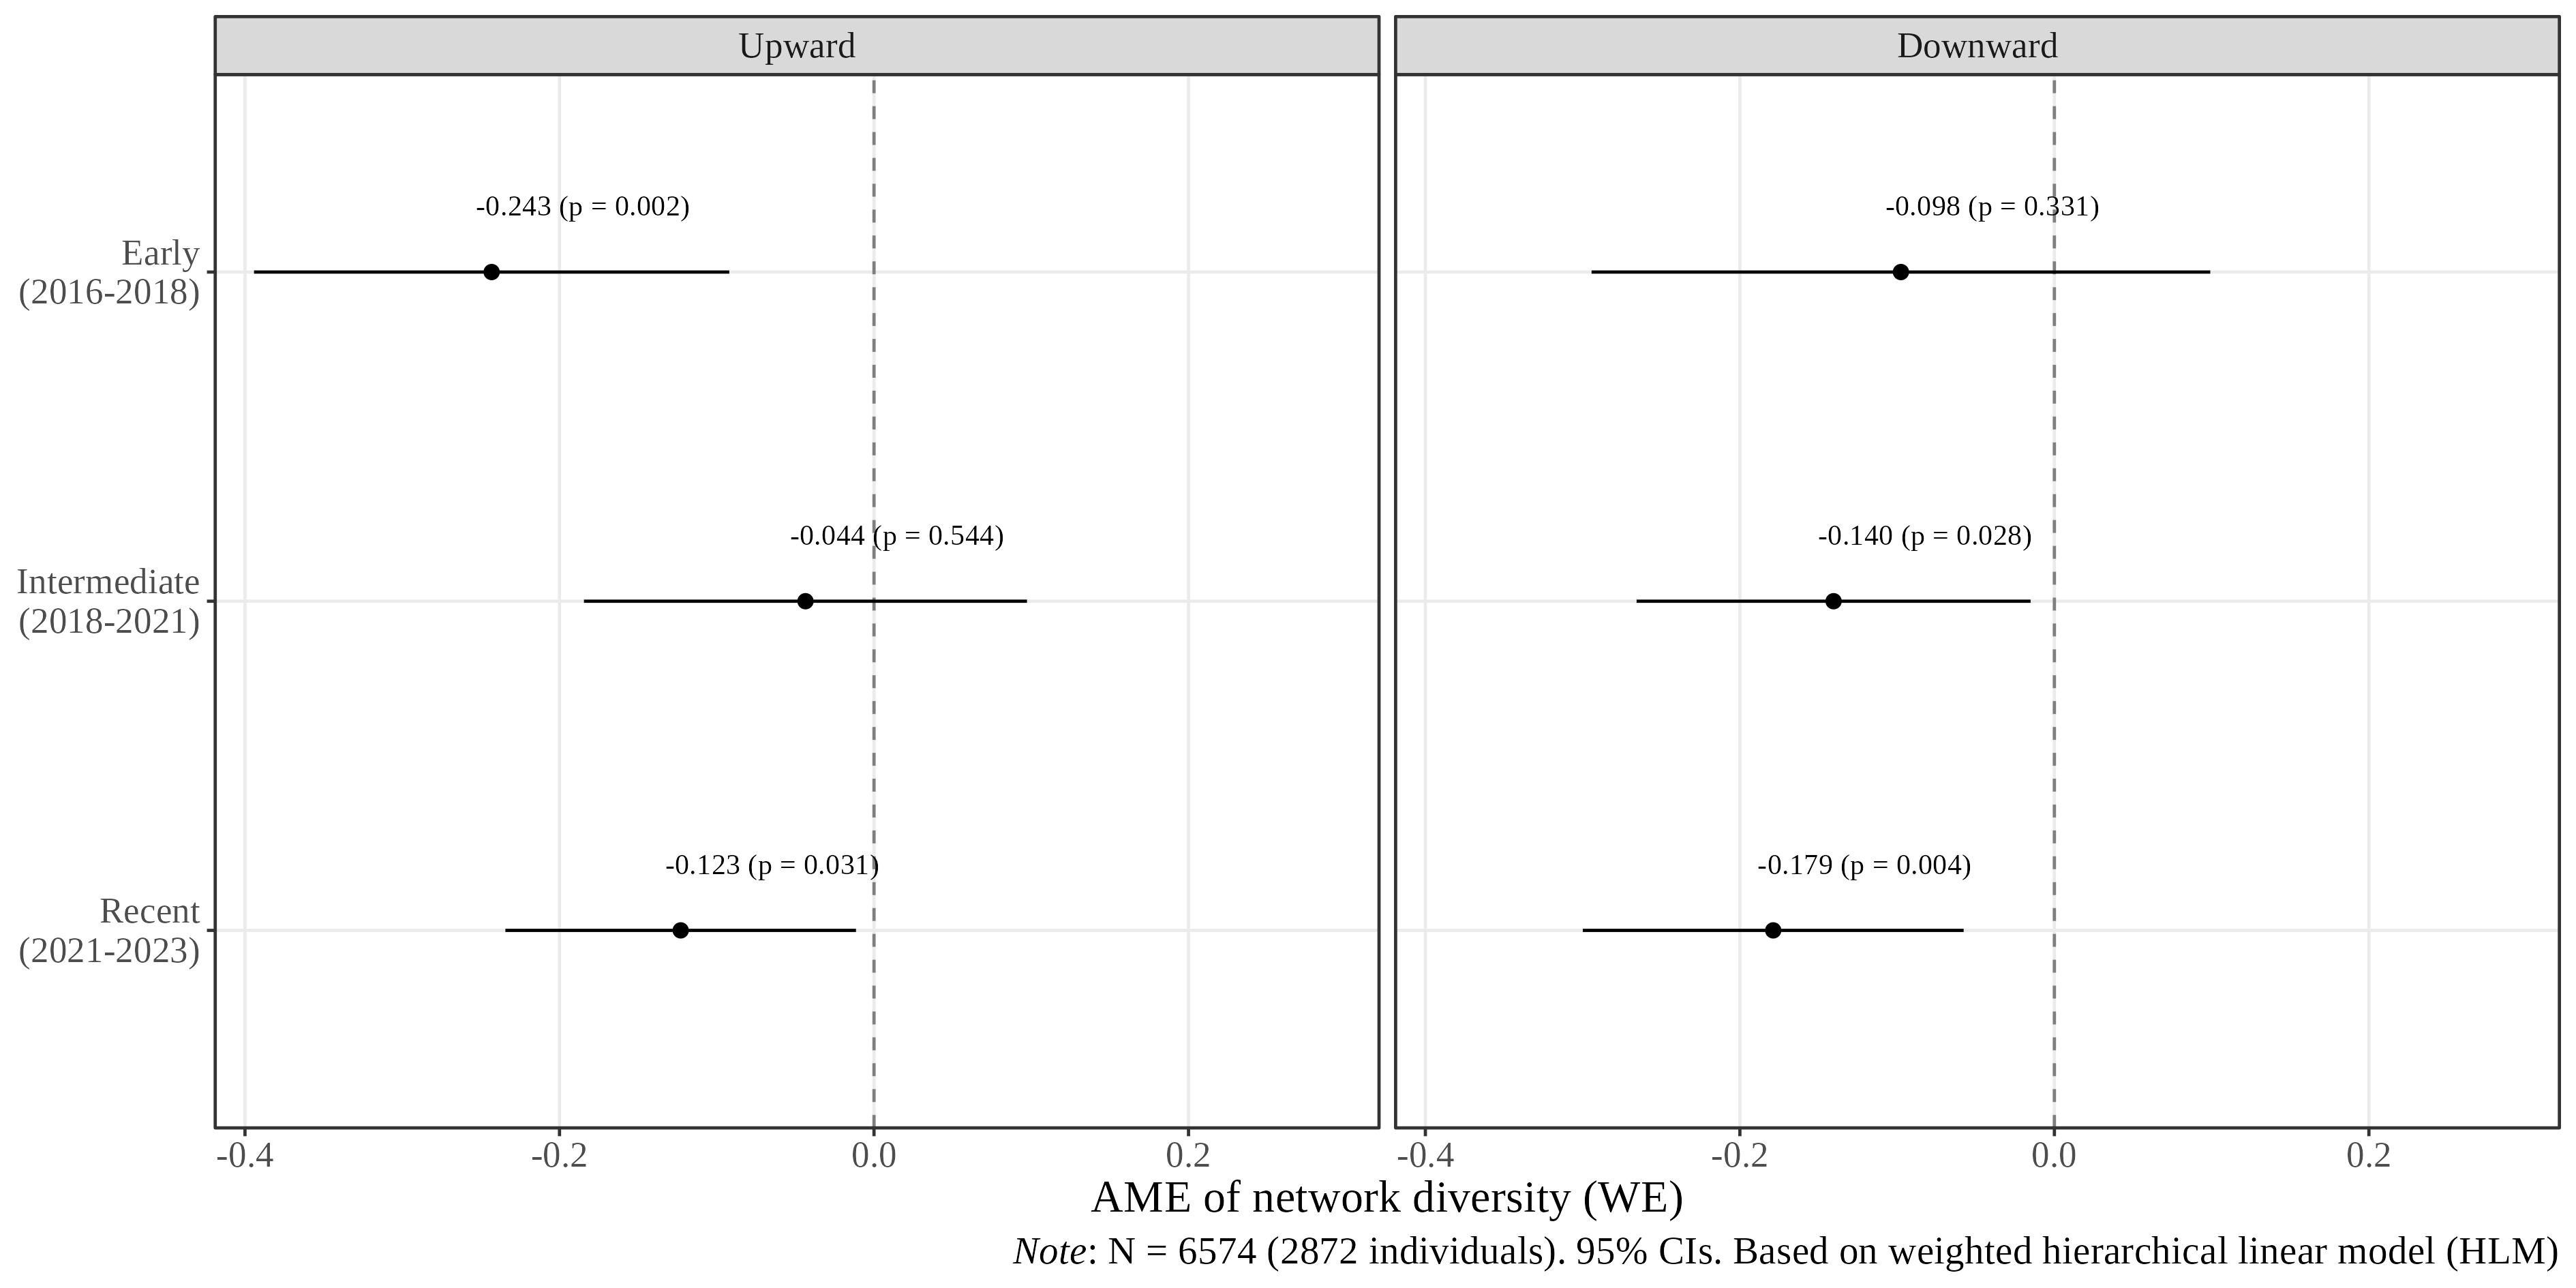 Upward
Downward
-0.243 (p = 0.002)
-0.098 (p = 0.331)
Early
(2016-2018)
-0.044 (p = 0.544)
-0.140 (p = 0.028)
Intermediate
(2018-2021)
-0.123 (p = 0.031)
-0.179 (p = 0.004)
Recent
(2021-2023)
-0.4 -0.2 0.0 0.2
-0.4 -0.2 0.0 0.2
AME of network diversity (WE)
Note: N = 6574 (2872 individuals). 95% CIs. Based on weighted hierarchical linear model (HLM)